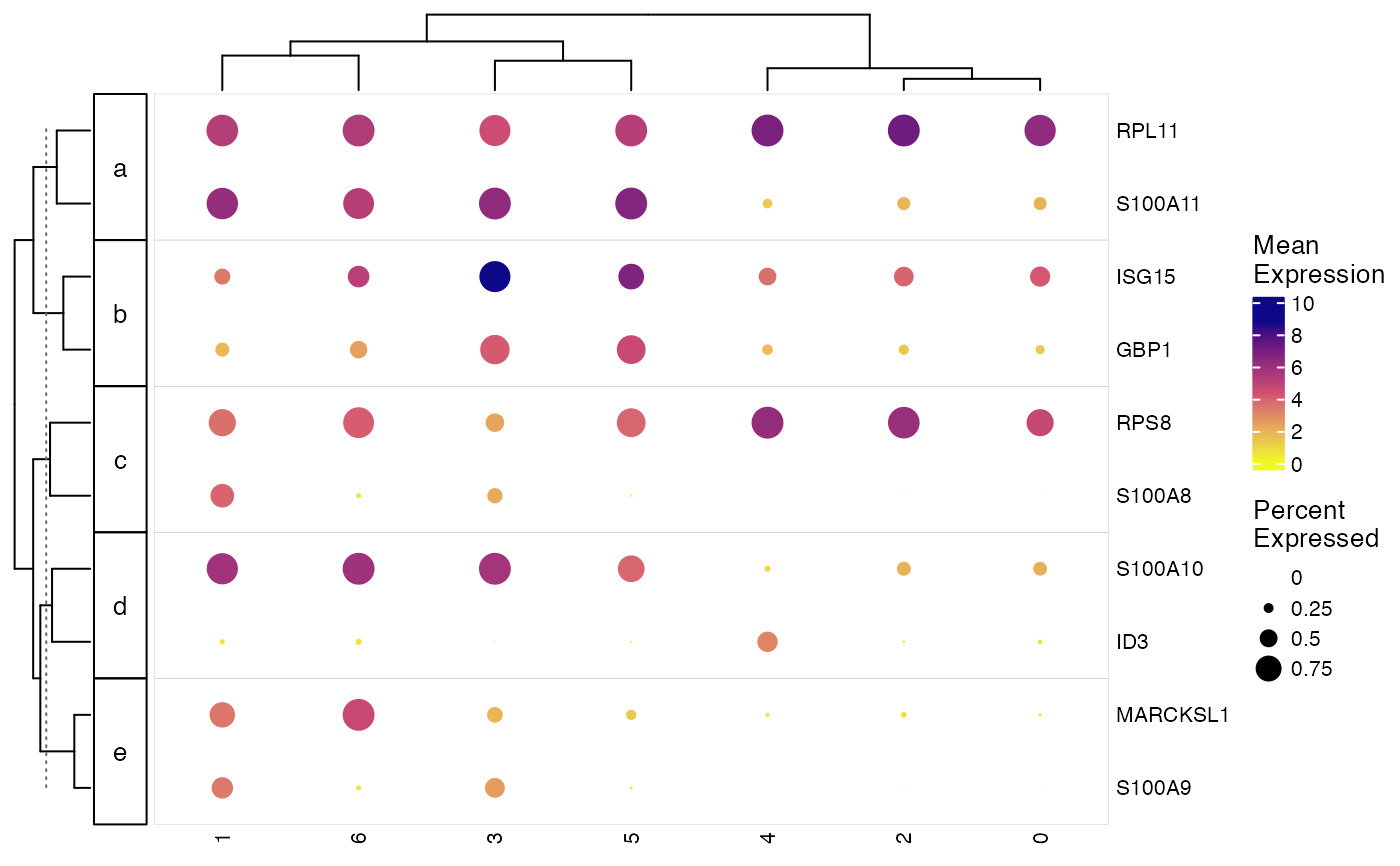 a
b
c
d
e
RPL11
S100A11
ISG15
GBP1
RPS8
S100A8
S100A10
ID3
MARCKSL1
S100A9
1 6 3 5 4 2 0
Mean
Expression
10
8
6
4
2
0
Percent
Expressed
0
0.25
0.5
0.75